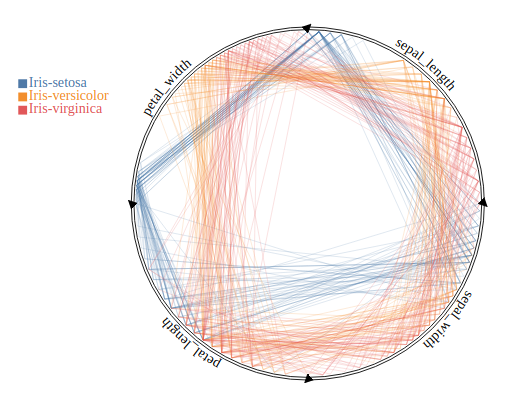 Iris-setosa
Iris-versicolor
Iris-virginica
sepal_length
petal_width
sepal_width
petal_length